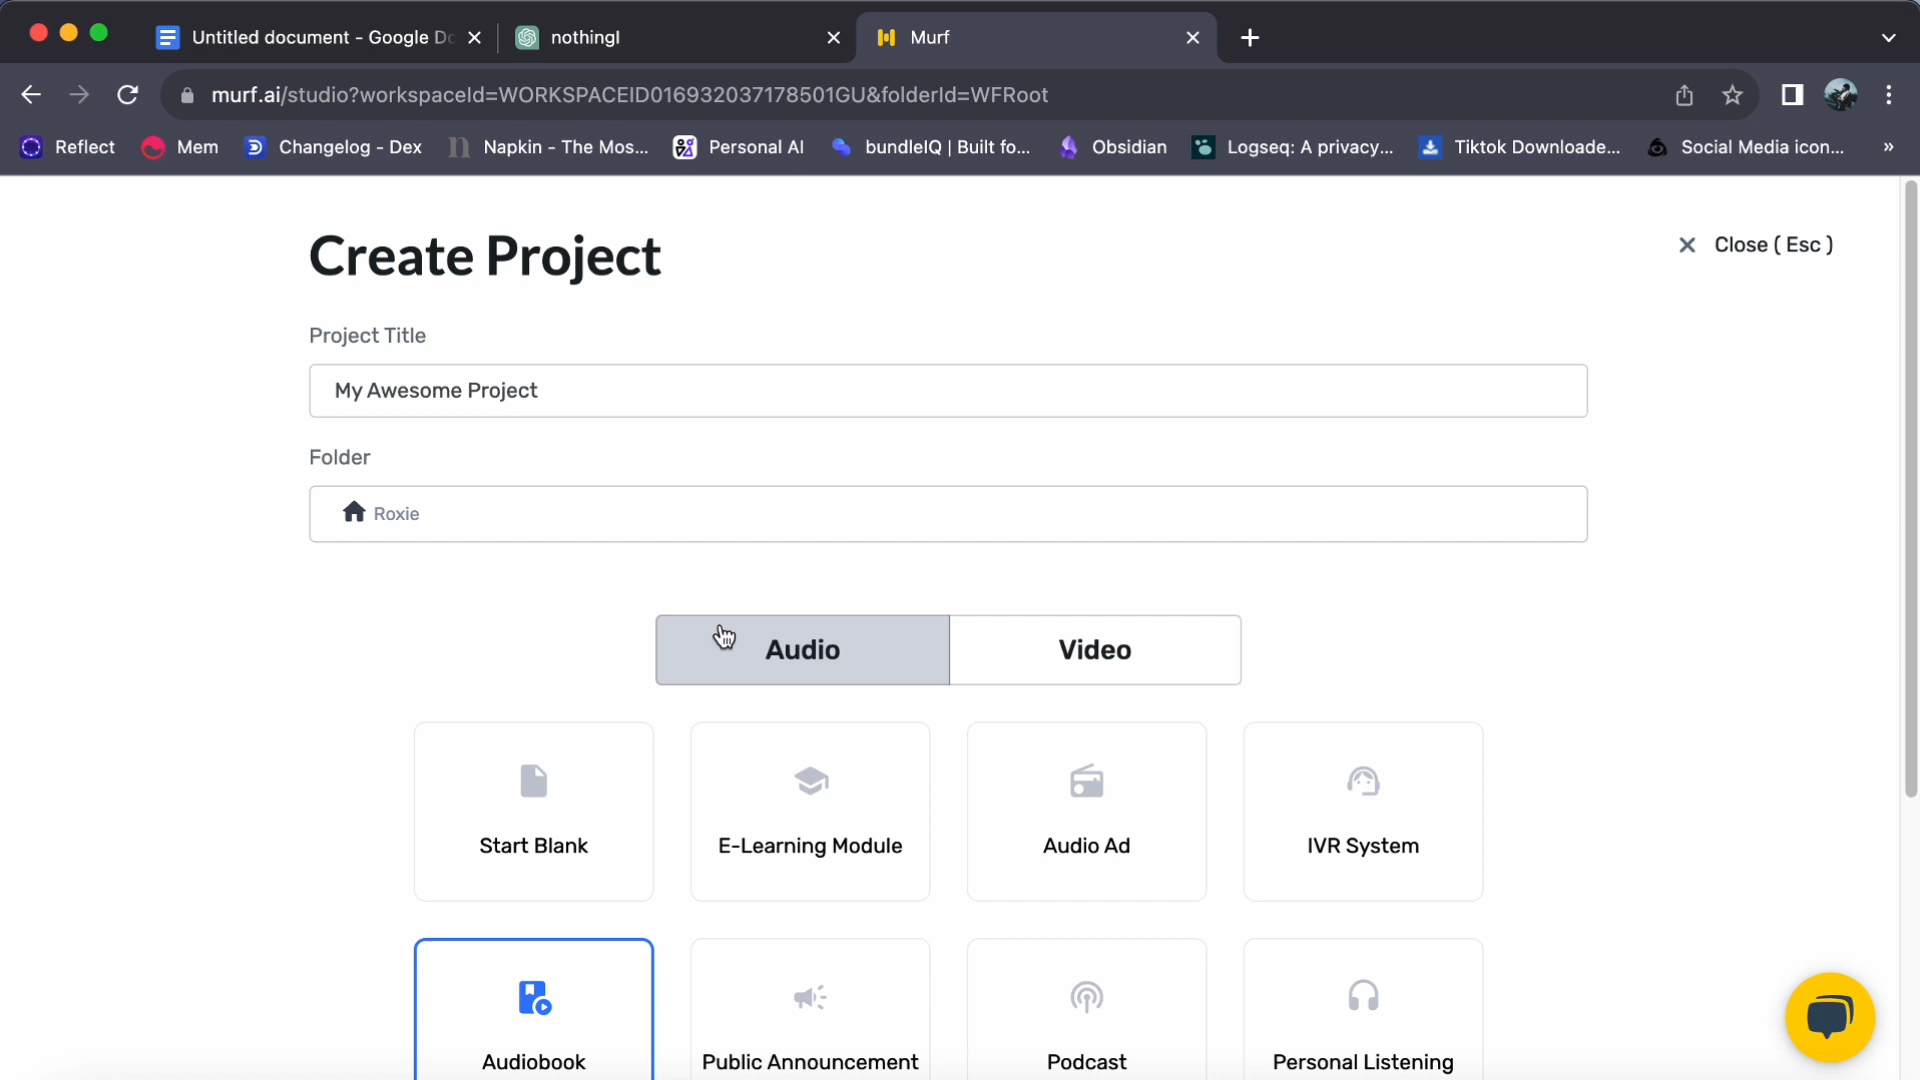 Untitled document - Google Do
nothingl
Murf
murf.ai/studio?workspaceId=WORKSPACEID016932037178501GU&folderId=WFRoot
Reflect
Mem
Changelog - Dex
Napkin - The Mos...
Personal AI
bundleIQ | Built fo...
Obsidian
Logseq: A privacy...
Tiktok Downloade...
Social Media icon...
»
Create Project
Close ( Esc )
Project Title
My Awesome Project
Folder
Roxie
Audio
Video
Start Blank
E-Learning Module
Audio Ad
IVR System
Audiobook
Public Announcement
Podcast
Personal Listening